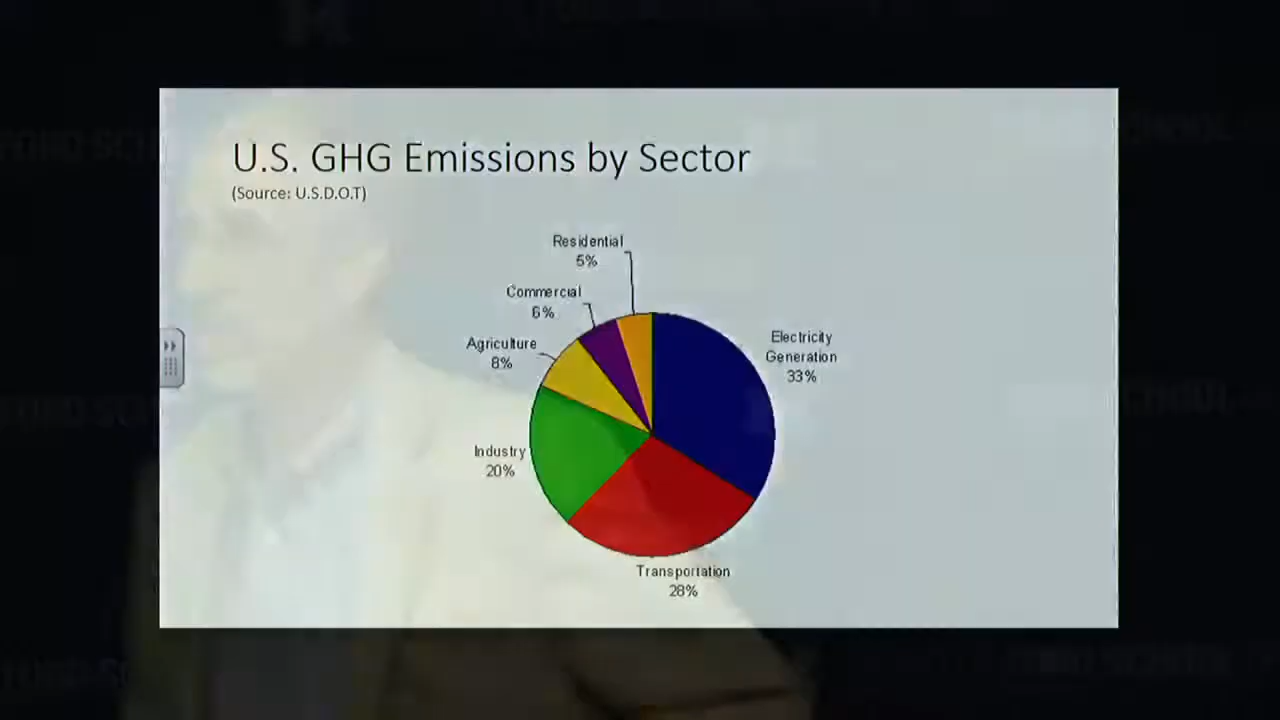 U.S. GHG Emissions by Sector
(Source: U.S.D.O.T)
Residential
5%
Commercial
6%
Agriculture
8%
Electricity
Generation
33%
Industry
20%
Transportation
28%